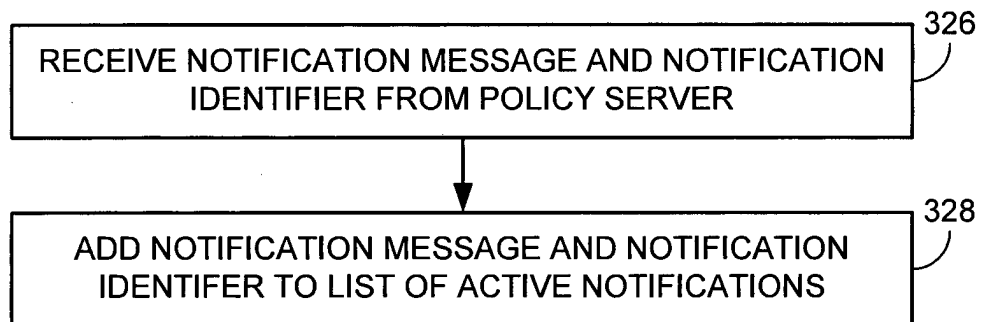 326
RECEIVE NOTIFICATION MESSAGE AND NOTIFICATION
IDENTIFIER FROM POLICY SERVER
328
ADD NOTIFICATION MESSAGE AND NOTIFICATION
IDENTIFER TO LIST OF ACTIVE NOTIFICATIONS